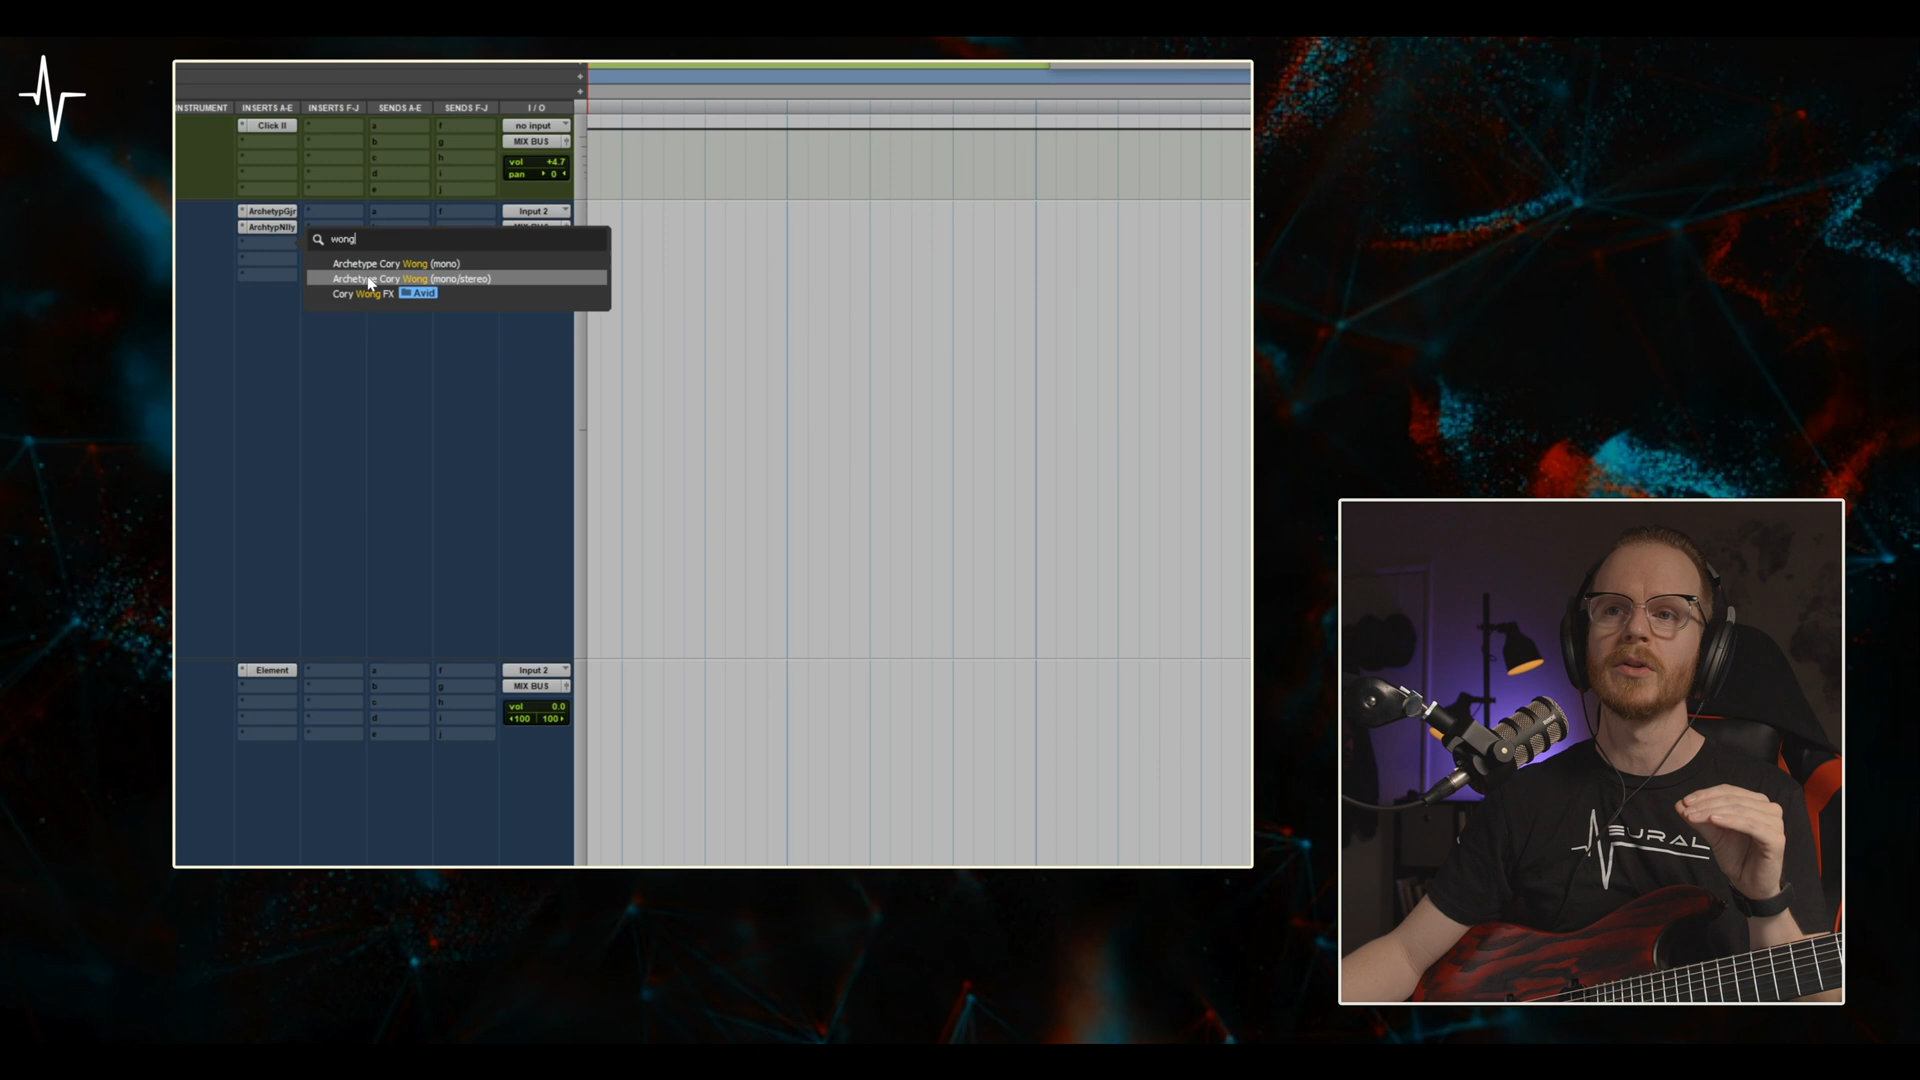 INSTRUMENT INSERTS A-E INSERTS F-J SENDS A-E SENDS F-J I / O
Click II a f no input
b g MIX BUS
c h vol +4.7
d i pan 0
e j
ArchetypGjr a f Input 2
ArchtypNlly
wong
Archetype Cory Wong (mono)
Archetype Cory Wong (mono/stereo)
Cory Wong FX Avid
Element a f Input 2
b g MIX BUS
c h vol 0.0
d i 100 100
e j
NEURAL